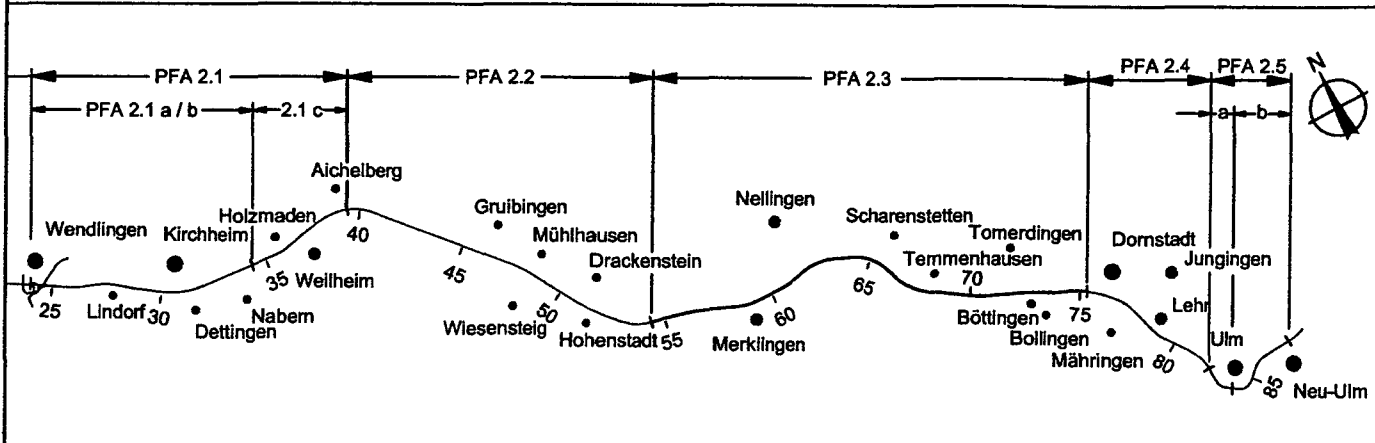 N
PFA 2.1
PFA 2.2
PFA 2.3
PFA 2.4
PFA 2.5
PFA 2.1 a / b
2.1 c
a
b
Aichelberg
Wendlingen
Kirchheim
Holzmaden
Weilheim
Lindorf
Dettingen
Nabern
Gruibingen
Mühlhausen
Drackenstein
Wiesensteig
Hohenstadt
Nellingen
Merklingen
Scharenstetten
Temmenhausen
Tomerdingen
Böttingen
Bollingen
Mähringen
Dornstadt
Jungingen
Lehr
Ulm
Neu-Ulm
25
30
35
40
45
50
55
60
65
70
75
80
85